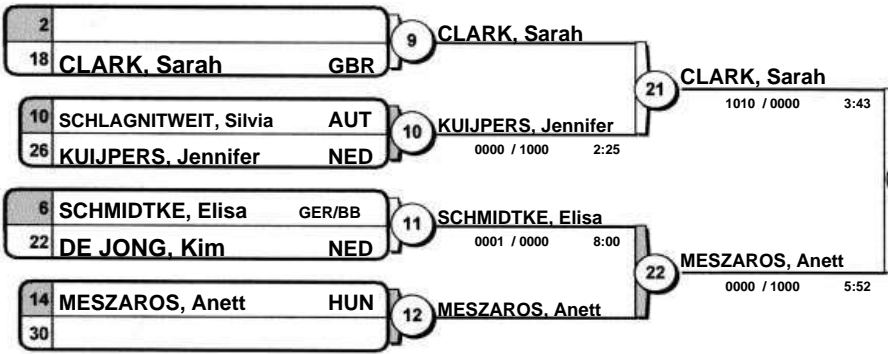 2
18 CLARK, Sarah GBR
9
CLARK, Sarah
10 SCHLAGNITWEIT, Silvia AUT
26 KUIJPERS, Jennifer NED
10
KUIJPERS, Jennifer
0000 / 1000 2:25
21
CLARK, Sarah
1010 / 0000 3:43
6 SCHMIDTKE, Elisa GER/BB
22 DE JONG, Kim NED
11
SCHMIDTKE, Elisa
0001 / 0000 8:00
14 MESZAROS, Anett HUN
30
12
MESZAROS, Anett
22
MESZAROS, Anett
0000 / 1000 5:52